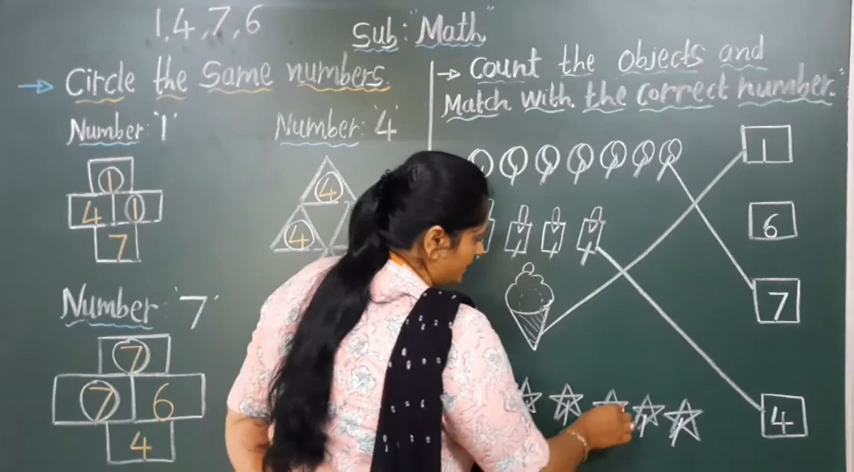 1,4,7,6
Sub: "Math"
→ Circle the Same numbers.
Number '1'
1
4 1
7
Number: '4'
4
4
Number: '7'
7
7 6
4
→ Count the Objects and
Match with the correct number."
1
6
7
4